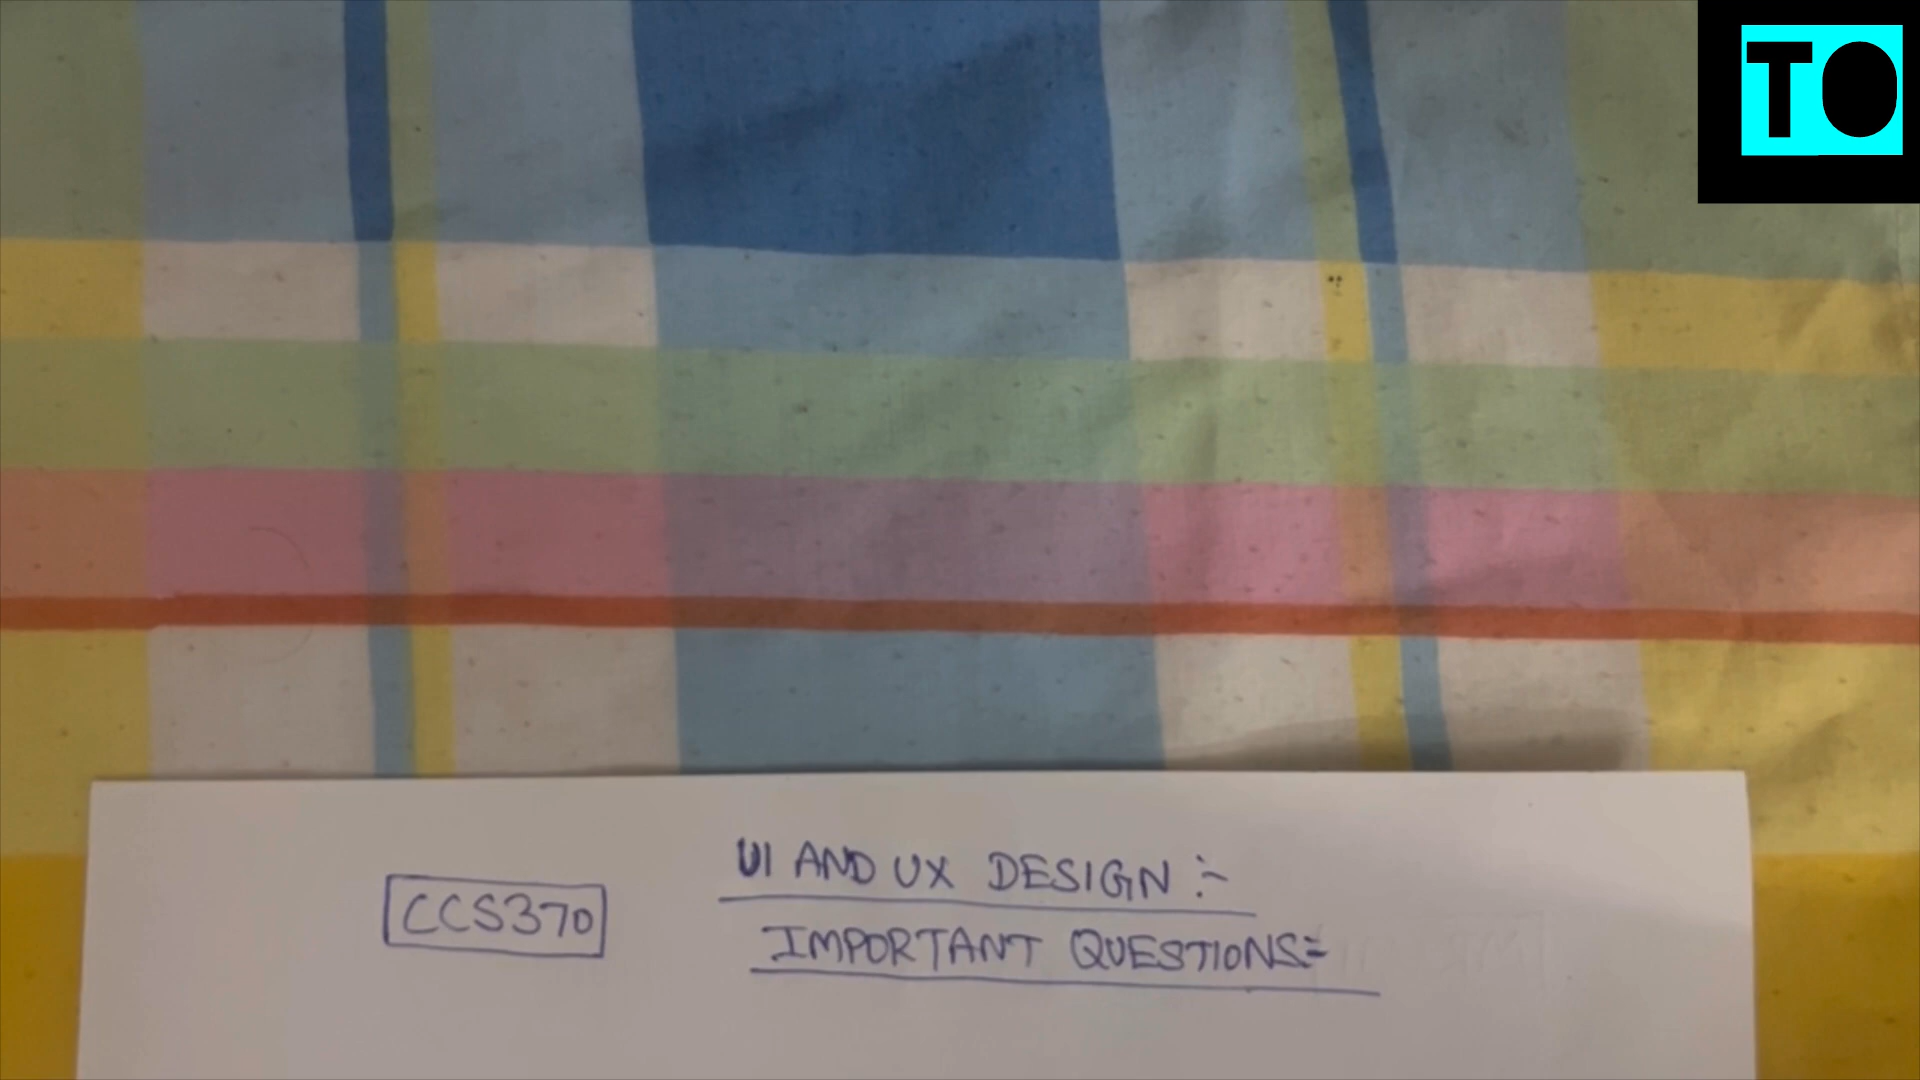 TO
UI AND UX DESIGN :-
CCS370
IMPORTANT QUESTIONS:-